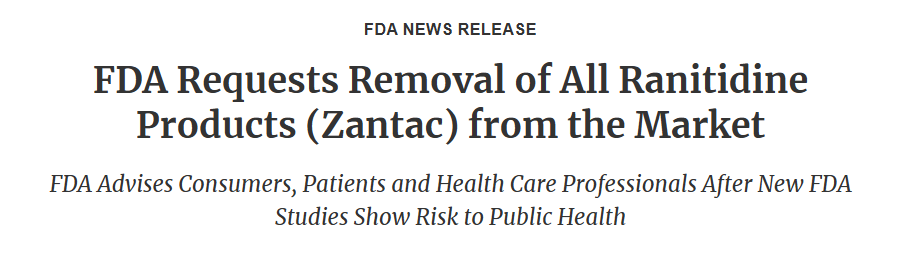 FDA NEWS RELEASE
FDA Requests Removal of All Ranitidine
Products (Zantac) from the Market
FDA Advises Consumers, Patients and Health Care Professionals After New FDA
Studies Show Risk to Public Health